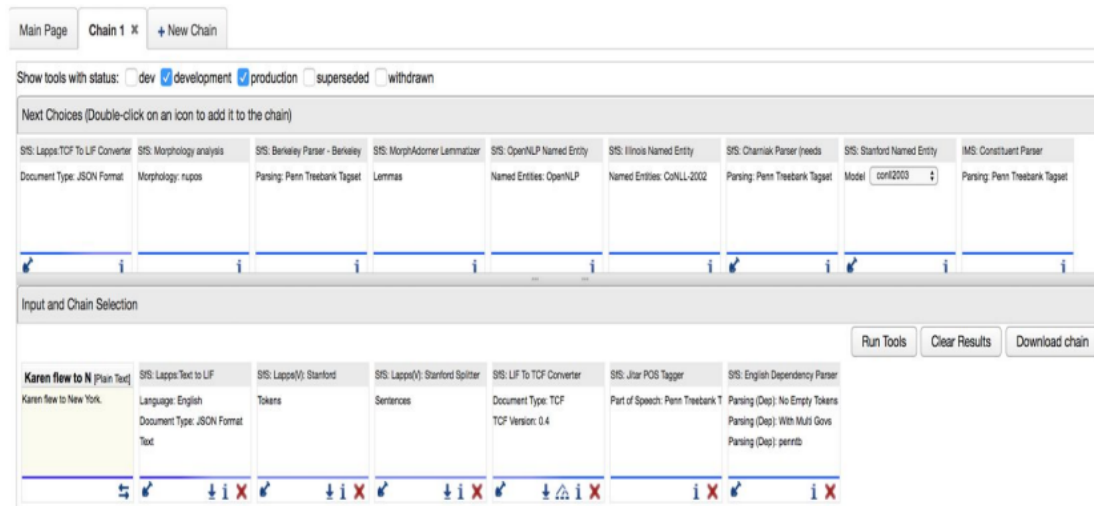 Main Page
Chain 1 ✖
+ New Chain
Show tools with status: dev development production superseded withdrawn
Next Choices (Double-click on an icon to add it to the chain)
SfS: Lapps:TCF To LIF Converter
Document Type: JSON Format
SfS: Morphology analysis
Morphology: nupos
SfS: Berkeley Parser - Berkeley
Parsing: Penn Treebank Tagset
SfS: MorphAdorner Lemmatizer
Lemmas
SfS: OpenNLP Named Entity
Named Entities: OpenNLP
SfS: Illinois Named Entity
Named Entities: CoNLL-2002
SfS: Charniak Parser (needs
Parsing: Penn Treebank Tagset
SfS: Stanford Named Entity
Model conll2003
IMS: Constituent Parser
Parsing: Penn Treebank Tagset
Input and Chain Selection
Run Tools
Clear Results
Download chain
Karen flew to N [Plain Text]
Karen flew to New York.
SfS: Lapps:Text to LIF
Language: English
Document Type: JSON Format
Text
SfS: Lapps(V): Stanford
Tokens
SfS: Lapps(V): Stanford Splitter
Sentences
SfS: LIF To TCF Converter
Document Type: TCF
TCF Version: 0.4
SfS: Jitar POS Tagger
Part of Speech: Penn Treebank T
SfS: English Dependency Parser
Parsing (Dep): No Empty Tokens
Parsing (Dep): With Multi Govs
Parsing (Dep): penntb